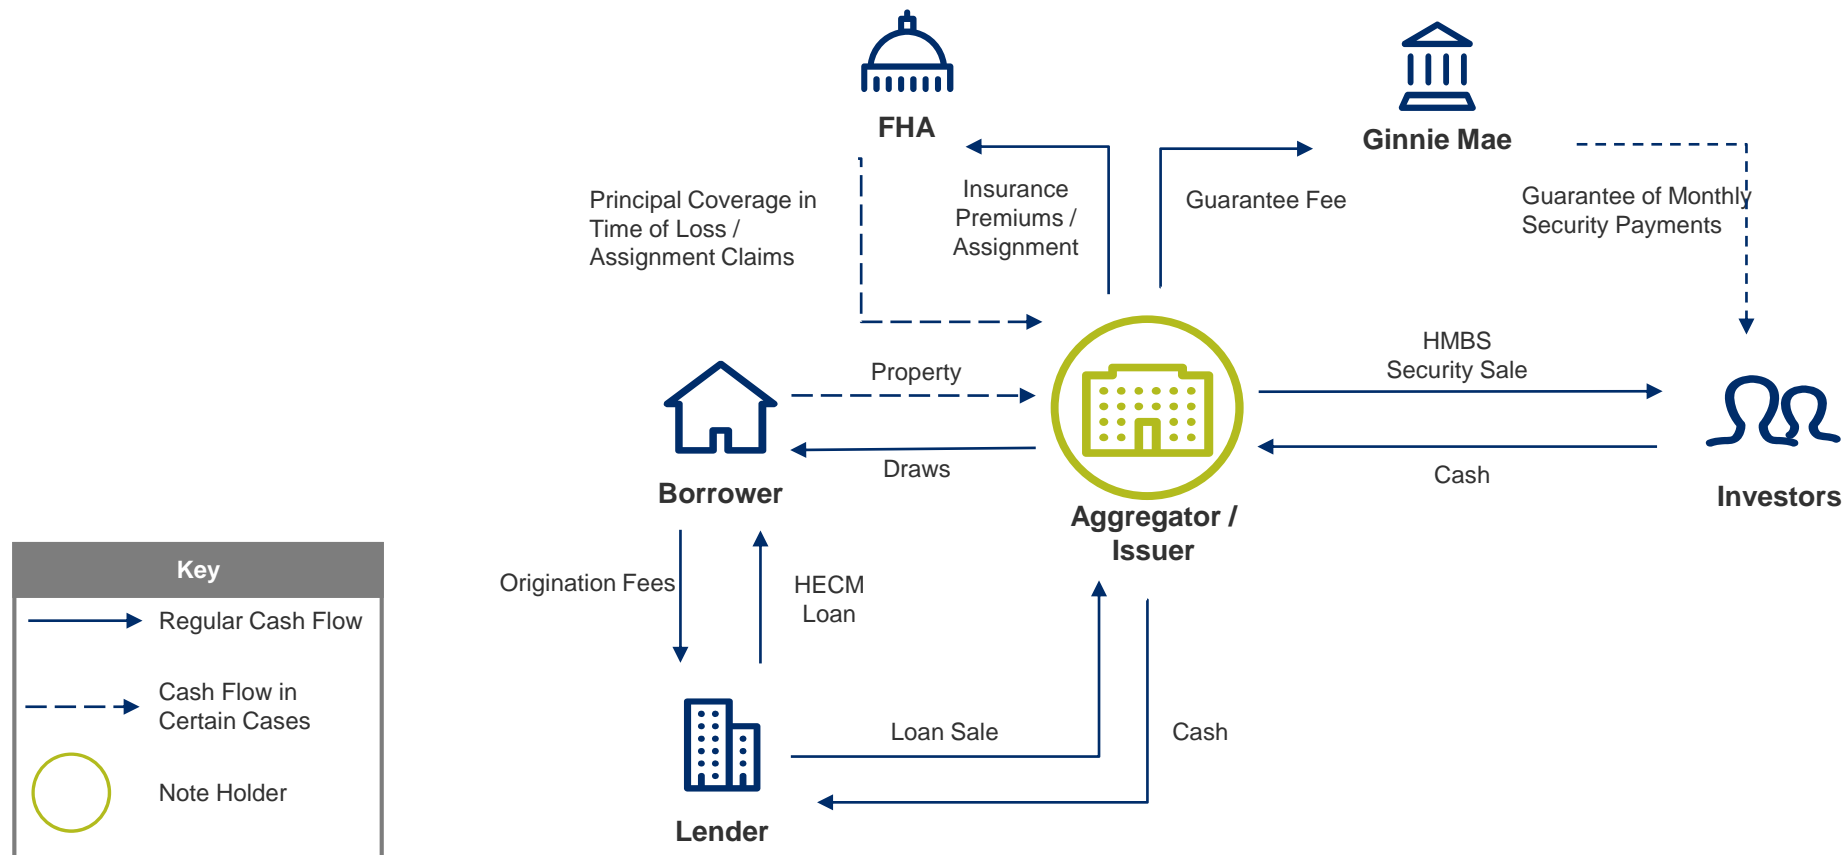 FHA
Ginnie Mae
Principal Coverage in
Time of Loss /
Assignment Claims
Insurance
Premiums /
Assignment
Guarantee Fee
Guarantee of Monthly
Security Payments
Property
HMBS
Security Sale
Draws
Cash
Borrower
Aggregator /
Issuer
Investors
Origination Fees
HECM
Loan
Loan Sale
Cash
Lender
Key
Regular Cash Flow
Cash Flow in
Certain Cases
Note Holder